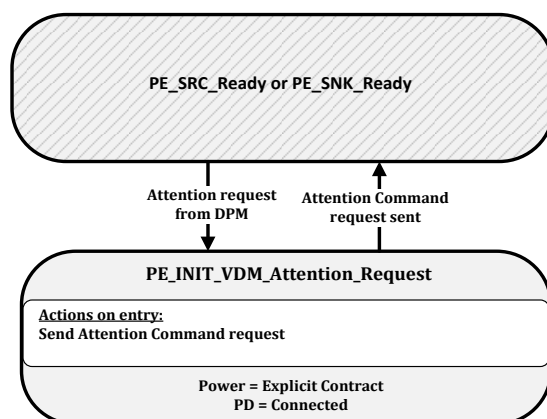 PE_SRC_Ready or PE_SNK_Ready
Attention request
from DPM
Attention Command
request sent
PE_INIT_VDM_Attention_Request
Actions on entry:
Send Attention Command request
Power = Explicit Contract
PD = Connected